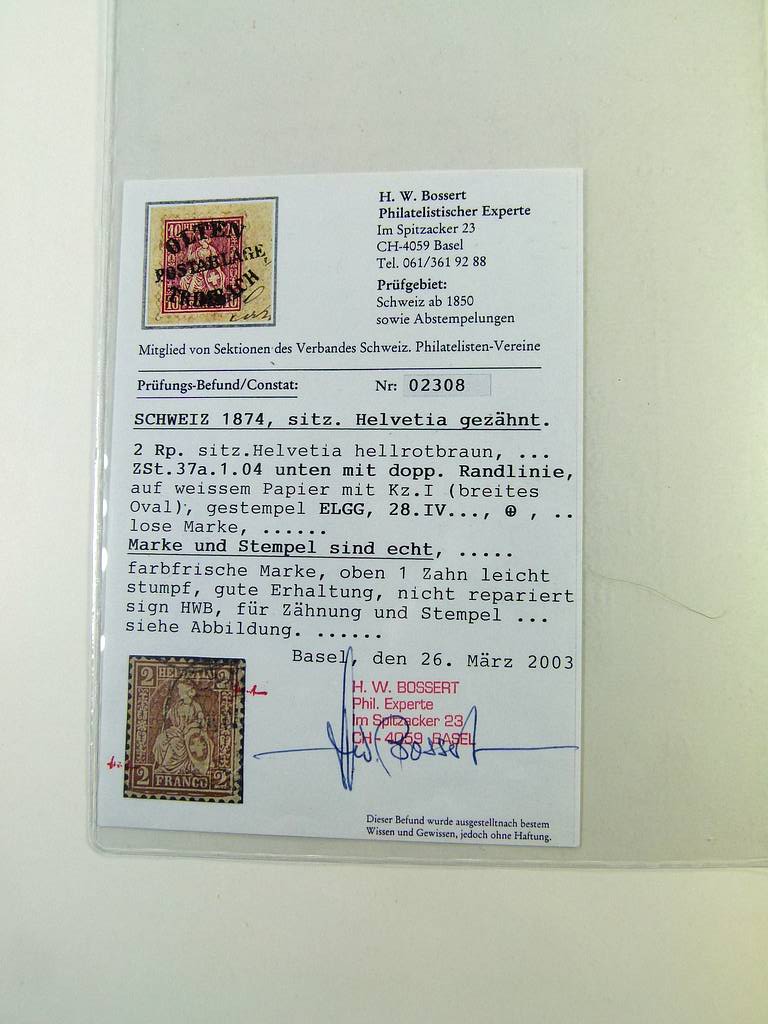 H. W. Bossert
Philatelistischer Experte
Im Spitzacker 23
CH-4059 Basel
Tel. 061/361 92 88
Prüfgebiet:
Schweiz ab 1850
sowie Abstempelungen
OLTEN
POSTABLAGE
TRIMBACH
Mitglied von Sektionen des Verbandes Schweiz. Philatelisten-Vereine
Prüfungs-Befund/Constat: Nr: 02308
SCHWEIZ 1874, sitz. Helvetia gezähnt.
2 Rp. sitz.Helvetia hellrotbraun, ...
ZSt.37a.1.04 unten mit dopp. Randlinie,
auf weissem Papier mit Kz.I (breites
Oval), gestempel ELGG, 28.IV..., ⊕ , ..
lose Marke, ......
Marke und Stempel sind echt, .....
farbfrische Marke, oben 1 Zahn leicht
stumpf, gute Erhaltung, nicht repariert
sign HWB, für Zähnung und Stempel ...
siehe Abbildung. ......
Basel, den 26. März 2003
H. W. BOSSERT
Phil. Experte
Im Spitzacker 23
CH - 4059 BASEL
HW Bossert
2 HELVETIA 2
2 FRANCO 2
Dieser Befund wurde ausgestelltnach bestem
Wissen und Gewissen, jedoch ohne Haftung.